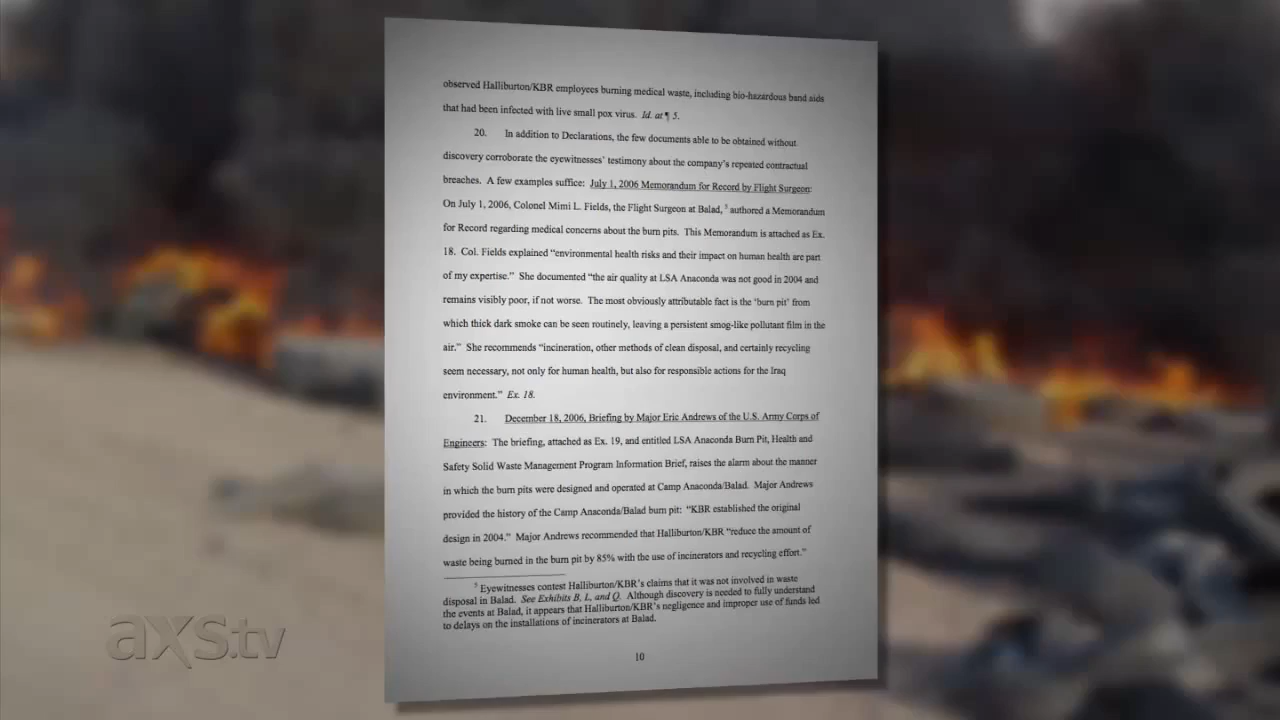 observed Halliburton/KBR employees burning medical waste, including bio-hazardous band aids
that had been infected with live small pox virus. Id. at ¶ 5.
20. In addition to Declarations, the few documents able to be obtained without
discovery corroborate the eyewitnesses' testimony about the company's repeated contractual
breaches. A few examples suffice: July 1, 2006 Memorandum for Record by Flight Surgeon:
On July 1, 2006, Colonel Mimi L. Fields, the Flight Surgeon at Balad, 3 authored a Memorandum
for Record regarding medical concerns about the burn pits. This Memorandum is attached as Ex.
18. Col. Fields explained "environmental health risks and their impact on human health are part
of my expertise." She documented "the air quality at LSA Anaconda was not good in 2004 and
remains visibly poor, if not worse. The most obviously attributable fact is the 'burn pit' from
which thick dark smoke can be seen routinely, leaving a persistent smog-like pollutant film in the
air." She recommends "incineration, other methods of clean disposal, and certainly recycling
seem necessary, not only for human health, but also for responsible actions for the Iraq
environment." Ex. 18.
21. December 18, 2006, Briefing by Major Eric Andrews of the U.S. Army Corps of
Engineers: The briefing, attached as Ex. 19, and entitled LSA Anaconda Burn Pit, Health and
Safety Solid Waste Management Program Information Brief, raises the alarm about the manner
in which the burn pits were designed and operated at Camp Anaconda/Balad. Major Andrews
provided the history of the Camp Anaconda/Balad burn pit: "KBR established the original
design in 2004." Major Andrews recommended that Halliburton/KBR "reduce the amount of
waste being burned in the burn pit by 85% with the use of incinerators and recycling effort."
3 Eyewitnesses contest Halliburton/KBR's claims that it was not involved in waste
disposal in Balad. See Exhibits B, L, and Q. Although discovery is needed to fully understand
the events at Balad, it appears that Halliburton/KBR's negligence and improper use of funds led
to delays on the installations of incinerators at Balad.
10
axs.tv